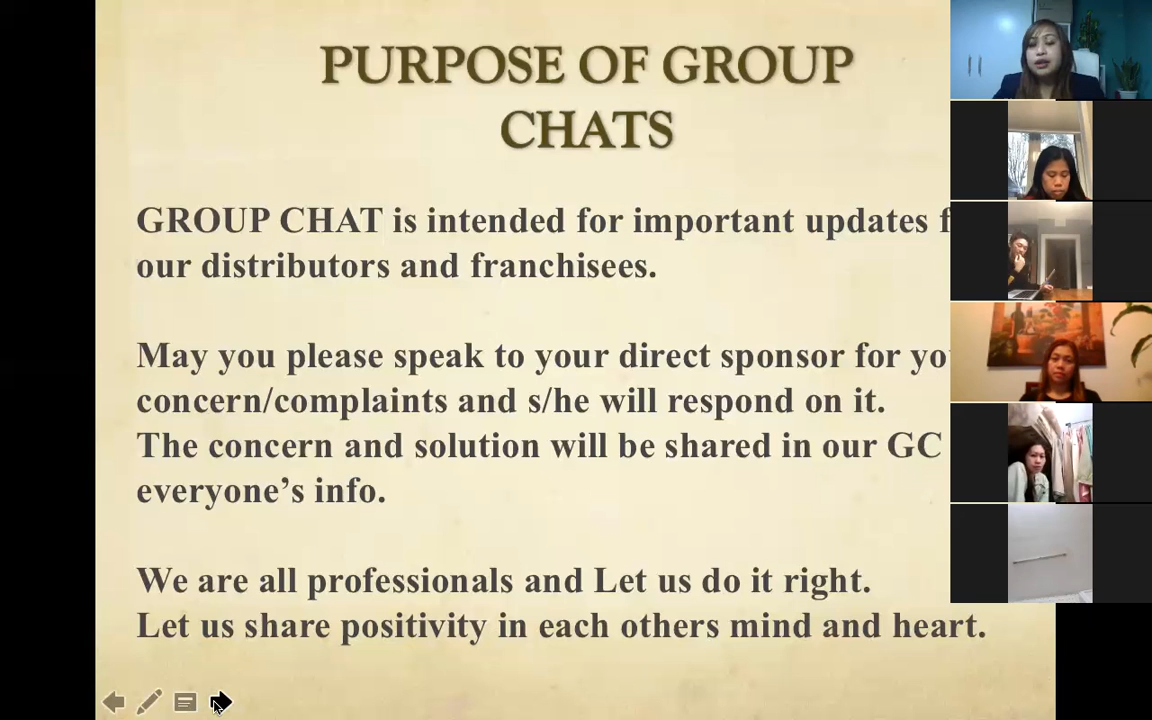 PURPOSE OF GROUP
CHATS
GROUP CHAT is intended for important updates
our distributors and franchisees.
May you please speak to your direct sponsor for
concern/complaints and s/he will respond on it.
The concern and solution will be shared in our GC
everyone's info.
We are all professionals and Let us do it right.
Let us share positivity in each others mind and heart.